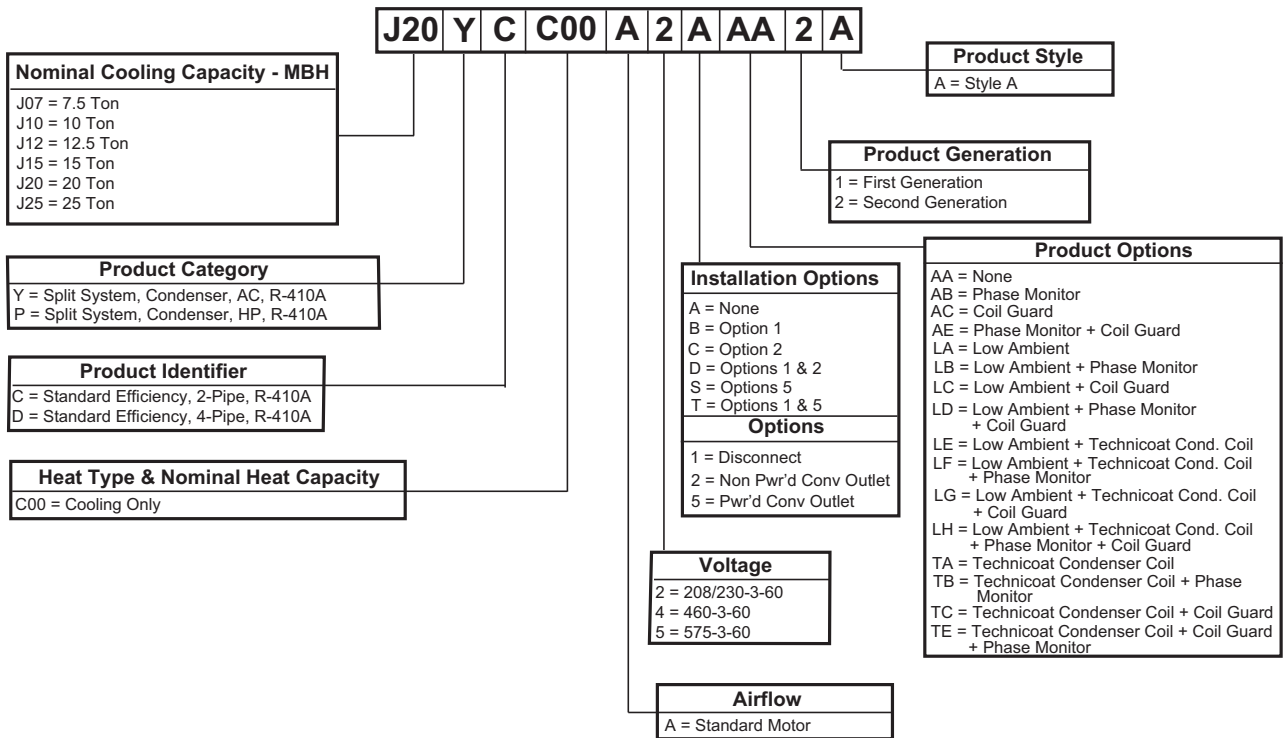 J20 Y C C00 A 2 A AA 2 A
Nominal Cooling Capacity - MBH
J07 = 7.5 Ton
J10 = 10 Ton
J12 = 12.5 Ton
J15 = 15 Ton
J20 = 20 Ton
J25 = 25 Ton
Product Category
Y = Split System, Condenser, AC, R-410A
P = Split System, Condenser, HP, R-410A
Product Identifier
C = Standard Efficiency, 2-Pipe, R-410A
D = Standard Efficiency, 4-Pipe, R-410A
Heat Type & Nominal Heat Capacity
C00 = Cooling Only
Airflow
A = Standard Motor
Voltage
2 = 208/230-3-60
4 = 460-3-60
5 = 575-3-60
Installation Options
A = None
B = Option 1
C = Option 2
D = Options 1 & 2
S = Options 5
T = Options 1 & 5
Options
1 = Disconnect
2 = Non Pwr'd Conv Outlet
5 = Pwr'd Conv Outlet
Product Options
AA = None
AB = Phase Monitor
AC = Coil Guard
AE = Phase Monitor + Coil Guard
LA = Low Ambient
LB = Low Ambient + Phase Monitor
LC = Low Ambient + Coil Guard
LD = Low Ambient + Phase Monitor
+ Coil Guard
LE = Low Ambient + Technicoat Cond. Coil
LF = Low Ambient + Technicoat Cond. Coil
+ Phase Monitor
LG = Low Ambient + Technicoat Cond. Coil
+ Coil Guard
LH = Low Ambient + Technicoat Cond. Coil
+ Phase Monitor + Coil Guard
TA = Technicoat Condenser Coil
TB = Technicoat Condenser Coil + Phase
Monitor
TC = Technicoat Condenser Coil + Coil Guard
TE = Technicoat Condenser Coil + Coil Guard
+ Phase Monitor
Product Generation
1 = First Generation
2 = Second Generation
Product Style
A = Style A